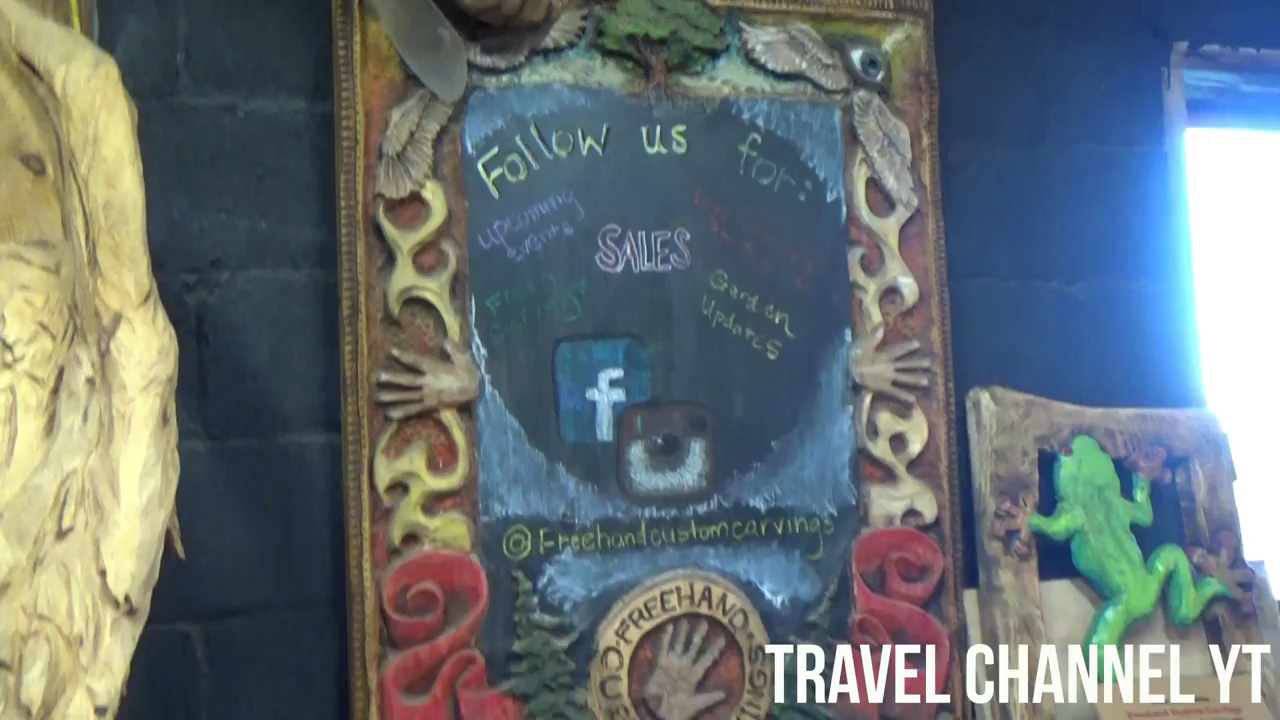 Follow us for:
Upcoming
Events
SALES
Garden
Updates
f
@Freehandcustomcarvings
FREEHAND
TRAVEL CHANNEL YT